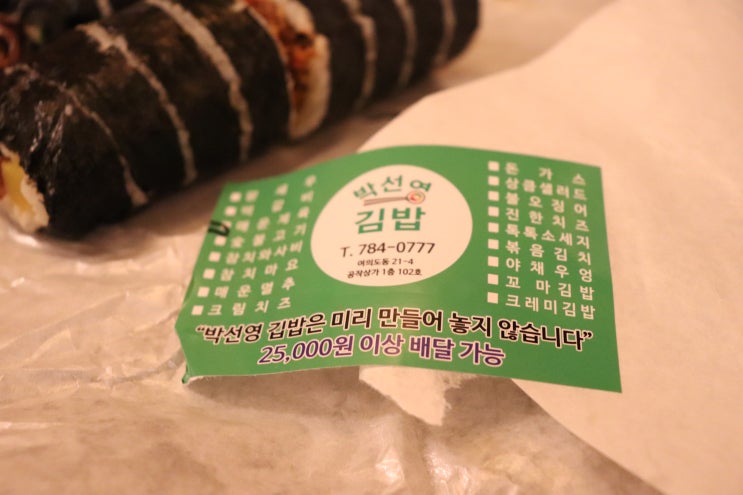 박선영
김밥
T. 784-0777
여의도동 21-4
공작상가 1층 102호
숯불고기
참치와사비
참치마요
매운멸추
크림치즈
돈가스
상큼샐러드
불오징어
진한치즈
톡톡소세지
볶음김치
야채우엉
꼬마김밥
크레미김밥
“박선영 김밥은 미리 만들어 놓지 않습니다”
25,000원 이상 배달 가능